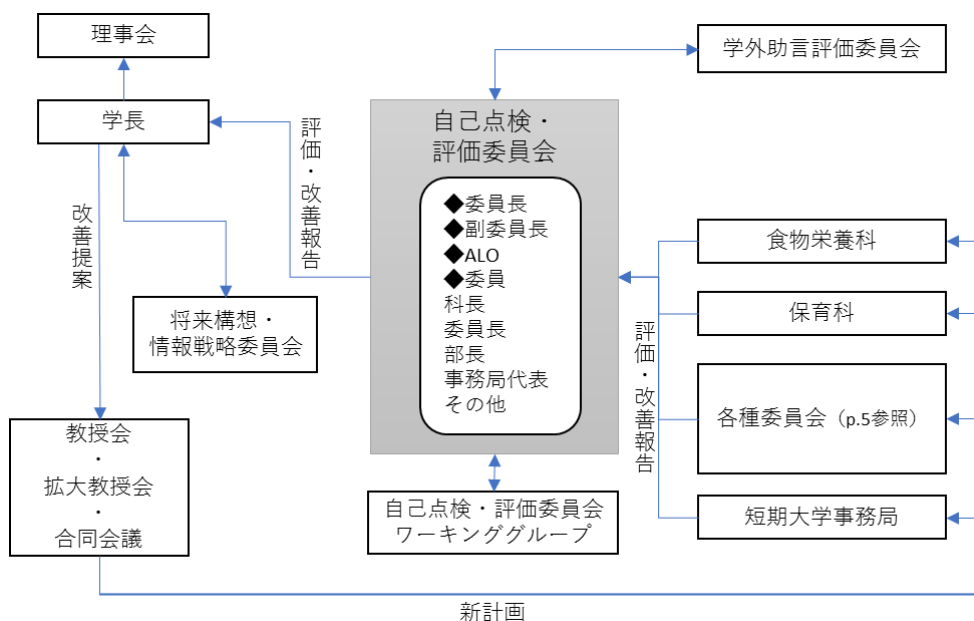 理事会
学外助言評価委員会
学長
自己点検・
評価委員会
◆委員長
◆副委員長
◆ALO
◆委員
科長
委員長
部長
事務局代表
その他
評価・改善報告
改善提案
将来構想・
情報戦略委員会
食物栄養科
保育科
各種委員会（p.5参照）
短期大学事務局
評価・改善報告
教授会
・
拡大教授会
・
合同会議
自己点検・評価委員会
ワーキンググループ
新計画